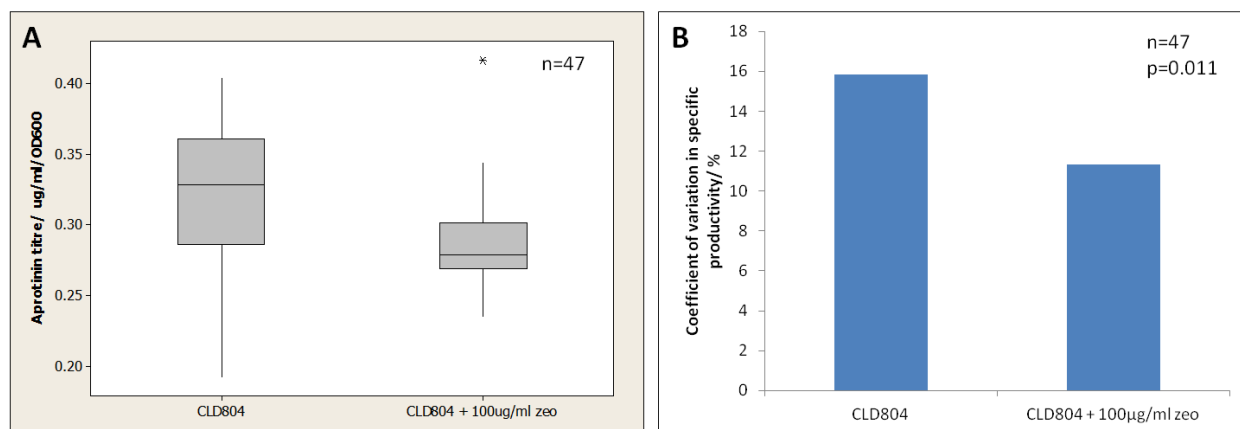 A
n=47
Aprotinin titre/ ug/ml/OD600
0.40
0.35
0.30
0.25
0.20
*
CLD804
CLD804 + 100ug/ml zeo
B
n=47
p=0.011
Coefficient of variation in specific
productivity/ %
18
16
14
12
10
8
6
4
2
0
CLD804
CLD804 + 100µg/ml zeo